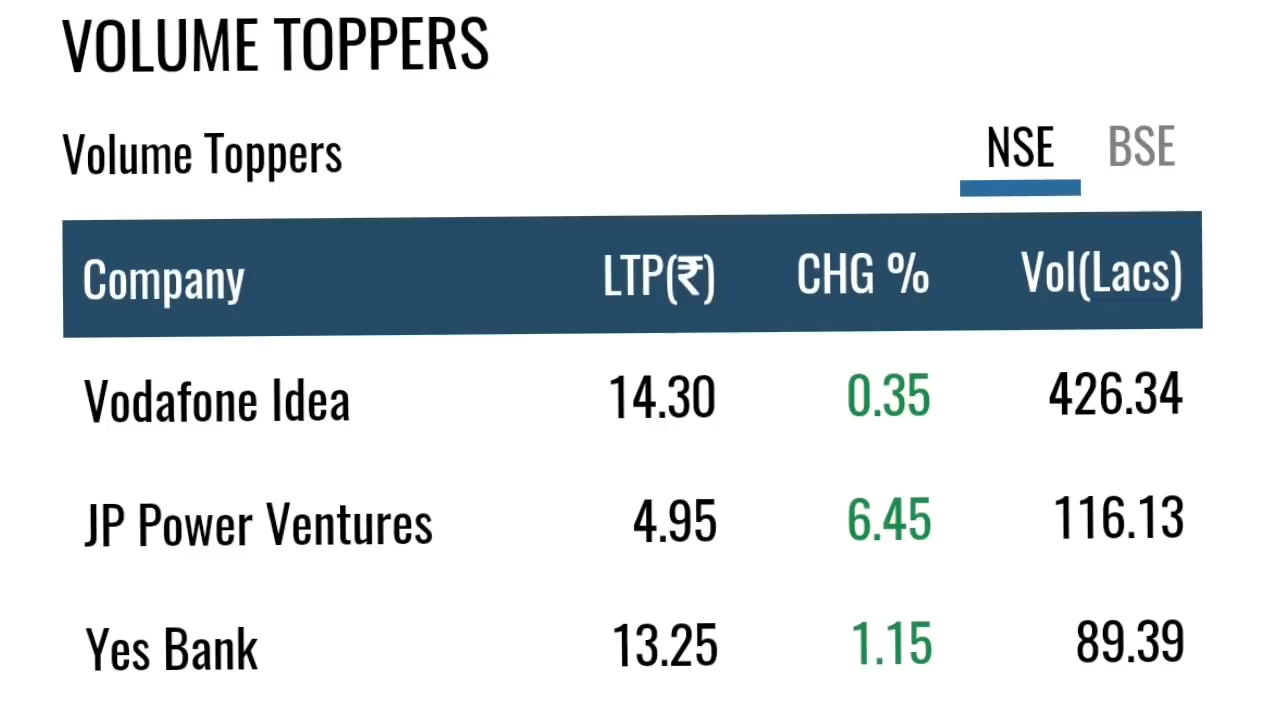 VOLUME TOPPERS
Volume Toppers NSE BSE
Company LTP(₹) CHG % Vol(Lacs)
Vodafone Idea 14.30 0.35 426.34
JP Power Ventures 4.95 6.45 116.13
Yes Bank 13.25 1.15 89.39